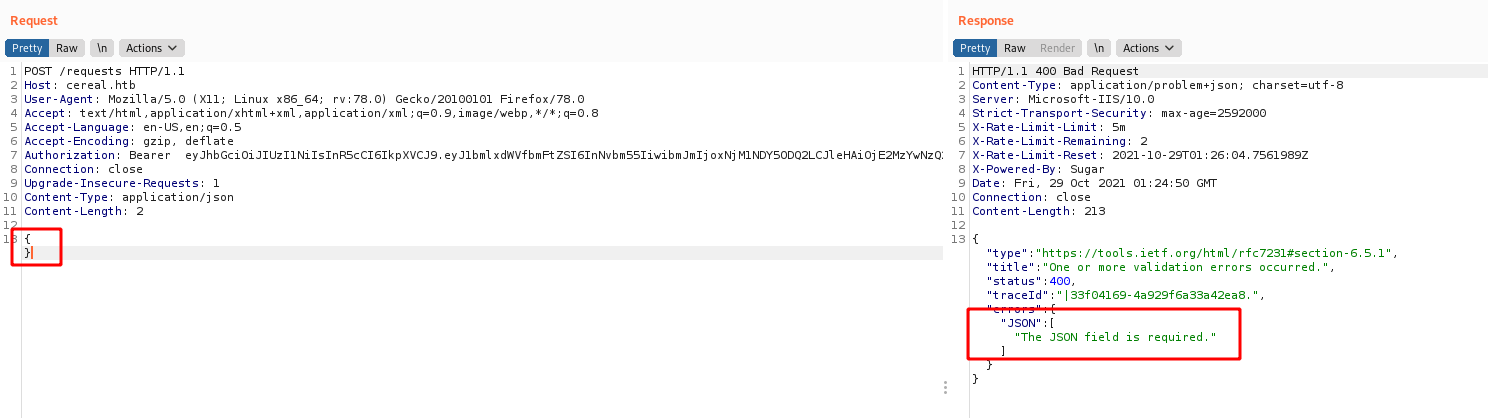 Request
Pretty Raw \n Actions
1 POST /requests HTTP/1.1
2 Host: cereal.htb
3 User-Agent: Mozilla/5.0 (X11; Linux x86_64; rv:78.0) Gecko/20100101 Firefox/78.0
4 Accept: text/html,application/xhtml+xml,application/xml;q=0.9,image/webp,*/*;q=0.8
5 Accept-Language: en-US,en;q=0.5
6 Accept-Encoding: gzip, deflate
7 Authorization: Bearer eyJhbGciOiJIUzI1NiIsInR5cCI6IkpXVCJ9.eyJ1bmlxdWVfbmFtZSI6InNvbm55IiwibmJmIjoxNjM1NDY5ODQ2LCJleHAiOjE2MzYwNzQ
8 Connection: close
9 Upgrade-Insecure-Requests: 1
10 Content-Type: application/json
11 Content-Length: 2
12
13 {
}
Response
Pretty Raw Render \n Actions
1 HTTP/1.1 400 Bad Request
2 Content-Type: application/problem+json; charset=utf-8
3 Server: Microsoft-IIS/10.0
4 Strict-Transport-Security: max-age=2592000
5 X-Rate-Limit-Limit: 5m
6 X-Rate-Limit-Remaining: 2
7 X-Rate-Limit-Reset: 2021-10-29T01:26:04.7561989Z
8 X-Powered-By: Sugar
9 Date: Fri, 29 Oct 2021 01:24:50 GMT
10 Connection: close
11 Content-Length: 213
12
13 {
"type":"https://tools.ietf.org/html/rfc7231#section-6.5.1",
"title":"One or more validation errors occurred.",
"status":400,
"traceId":"|33f04169-4a929f6a33a42ea8.",
"errors":{
"JSON":[
"The JSON field is required."
]
}
}